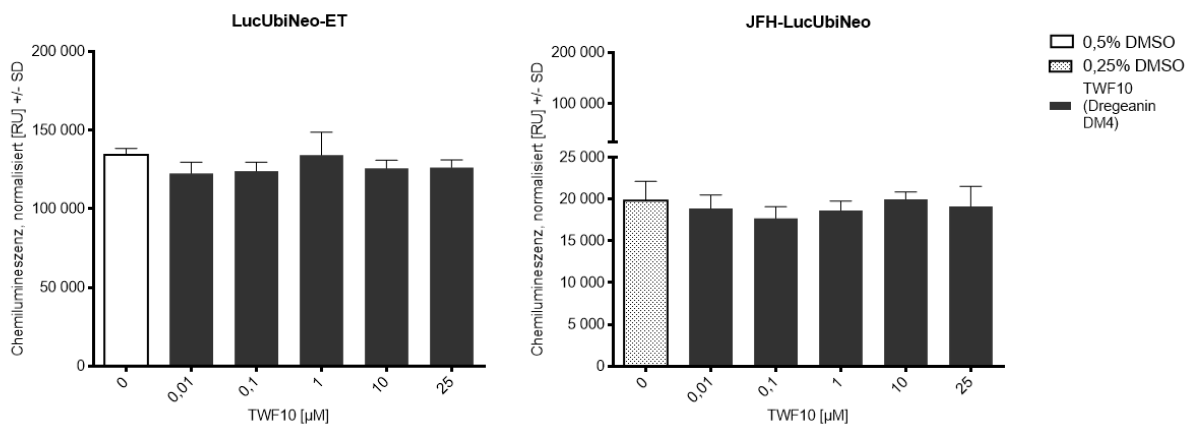 LucUbiNeo-ET
Chemilumineszenz, normalisiert [RU] +/- SD
200 000
150 000
100 000
50 000
0
0
0,01
0,1
1
10
25
TWF10 [µM]
JFH-LucUbiNeo
Chemilumineszenz, normalisiert [RU] +/- SD
200 000
100 000
25 000
20 000
15 000
10 000
5 000
0
0
0,01
0,1
1
10
25
TWF10 [µM]
0,5% DMSO
0,25% DMSO
TWF10
(Dregeanin
DM4)